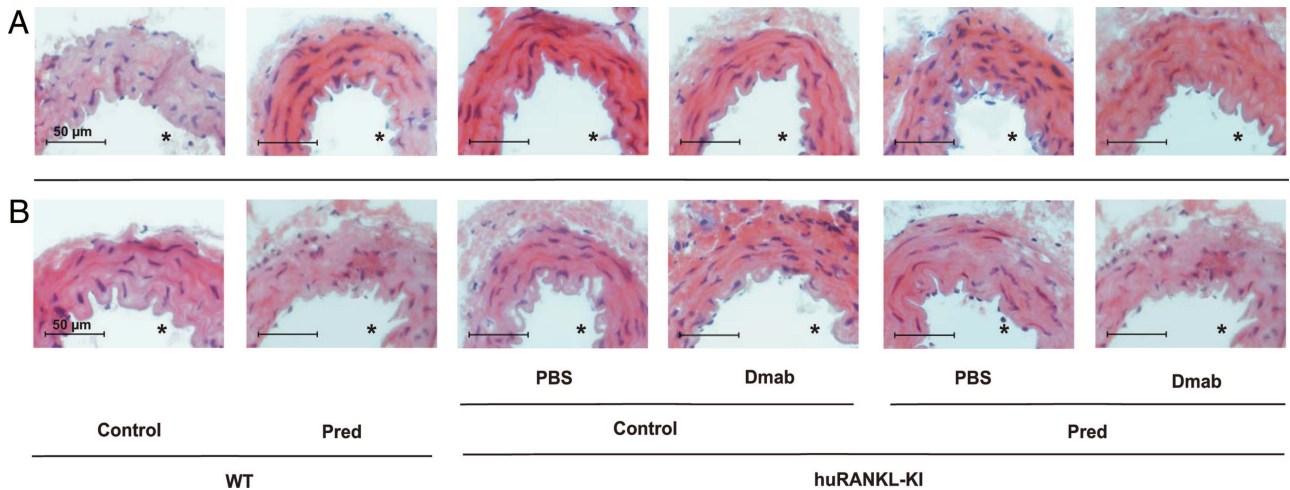 A
50 μm
* * * * * *
B
50 μm
* * * * * *
PBS Dmab PBS Dmab
Control Pred Control Pred
WT huRANKL-KI